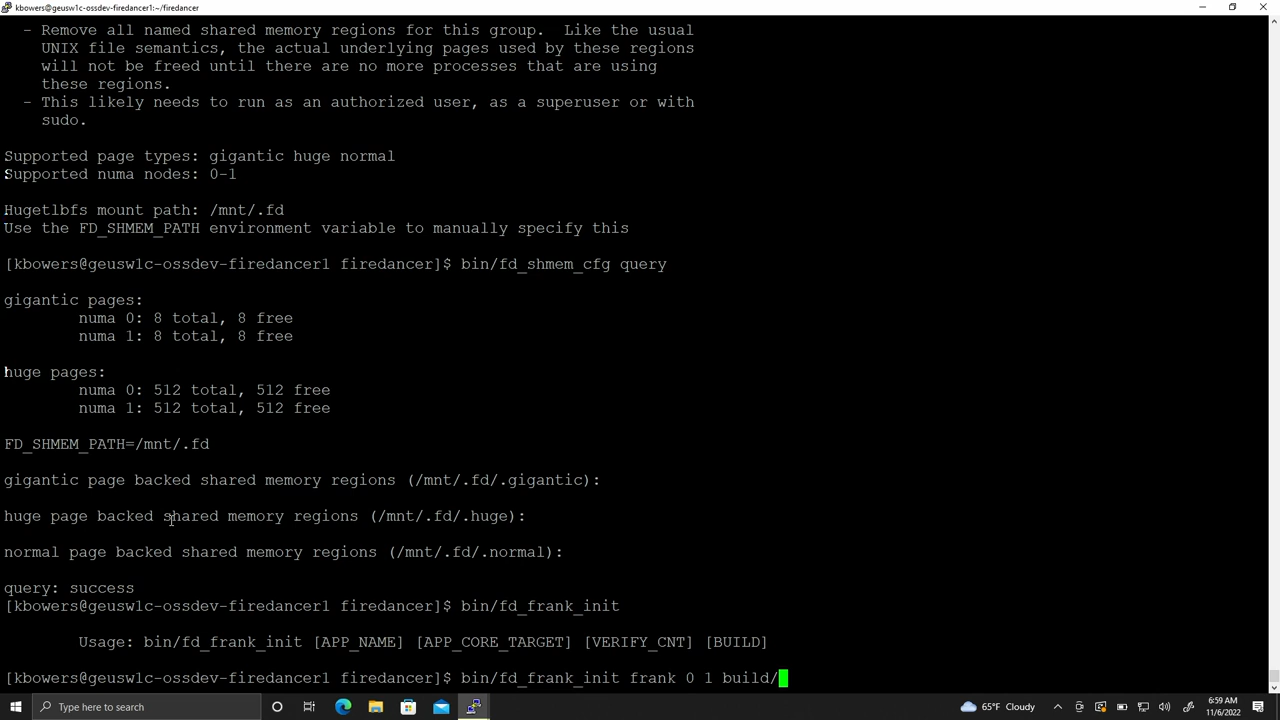 kbowers@geusw1c-ossdev-firedancer1:~/firedancer
- Remove all named shared memory regions for this group.  Like the usual
UNIX file semantics, the actual underlying pages used by these regions
will not be freed until there are no more processes that are using
these regions.
- This likely needs to run as an authorized user, as a superuser or with
sudo.
Supported page types: gigantic huge normal
Supported numa nodes: 0-1
Hugetlbfs mount path: /mnt/.fd
Use the FD_SHMEM_PATH environment variable to manually specify this
[kbowers@geusw1c-ossdev-firedancer1 firedancer]$ bin/fd_shmem_cfg query
gigantic pages:
numa 0: 8 total, 8 free
numa 1: 8 total, 8 free
huge pages:
numa 0: 512 total, 512 free
numa 1: 512 total, 512 free
FD_SHMEM_PATH=/mnt/.fd
gigantic page backed shared memory regions (/mnt/.fd/.gigantic):
huge page backed shared memory regions (/mnt/.fd/.huge):
normal page backed shared memory regions (/mnt/.fd/.normal):
query: success
[kbowers@geusw1c-ossdev-firedancer1 firedancer]$ bin/fd_frank_init
Usage: bin/fd_frank_init [APP_NAME] [APP_CORE_TARGET] [VERIFY_CNT] [BUILD]
[kbowers@geusw1c-ossdev-firedancer1 firedancer]$ bin/fd_frank_init frank 0 1 build/
Type here to search
65°F Cloudy
6:59 AM
11/6/2022